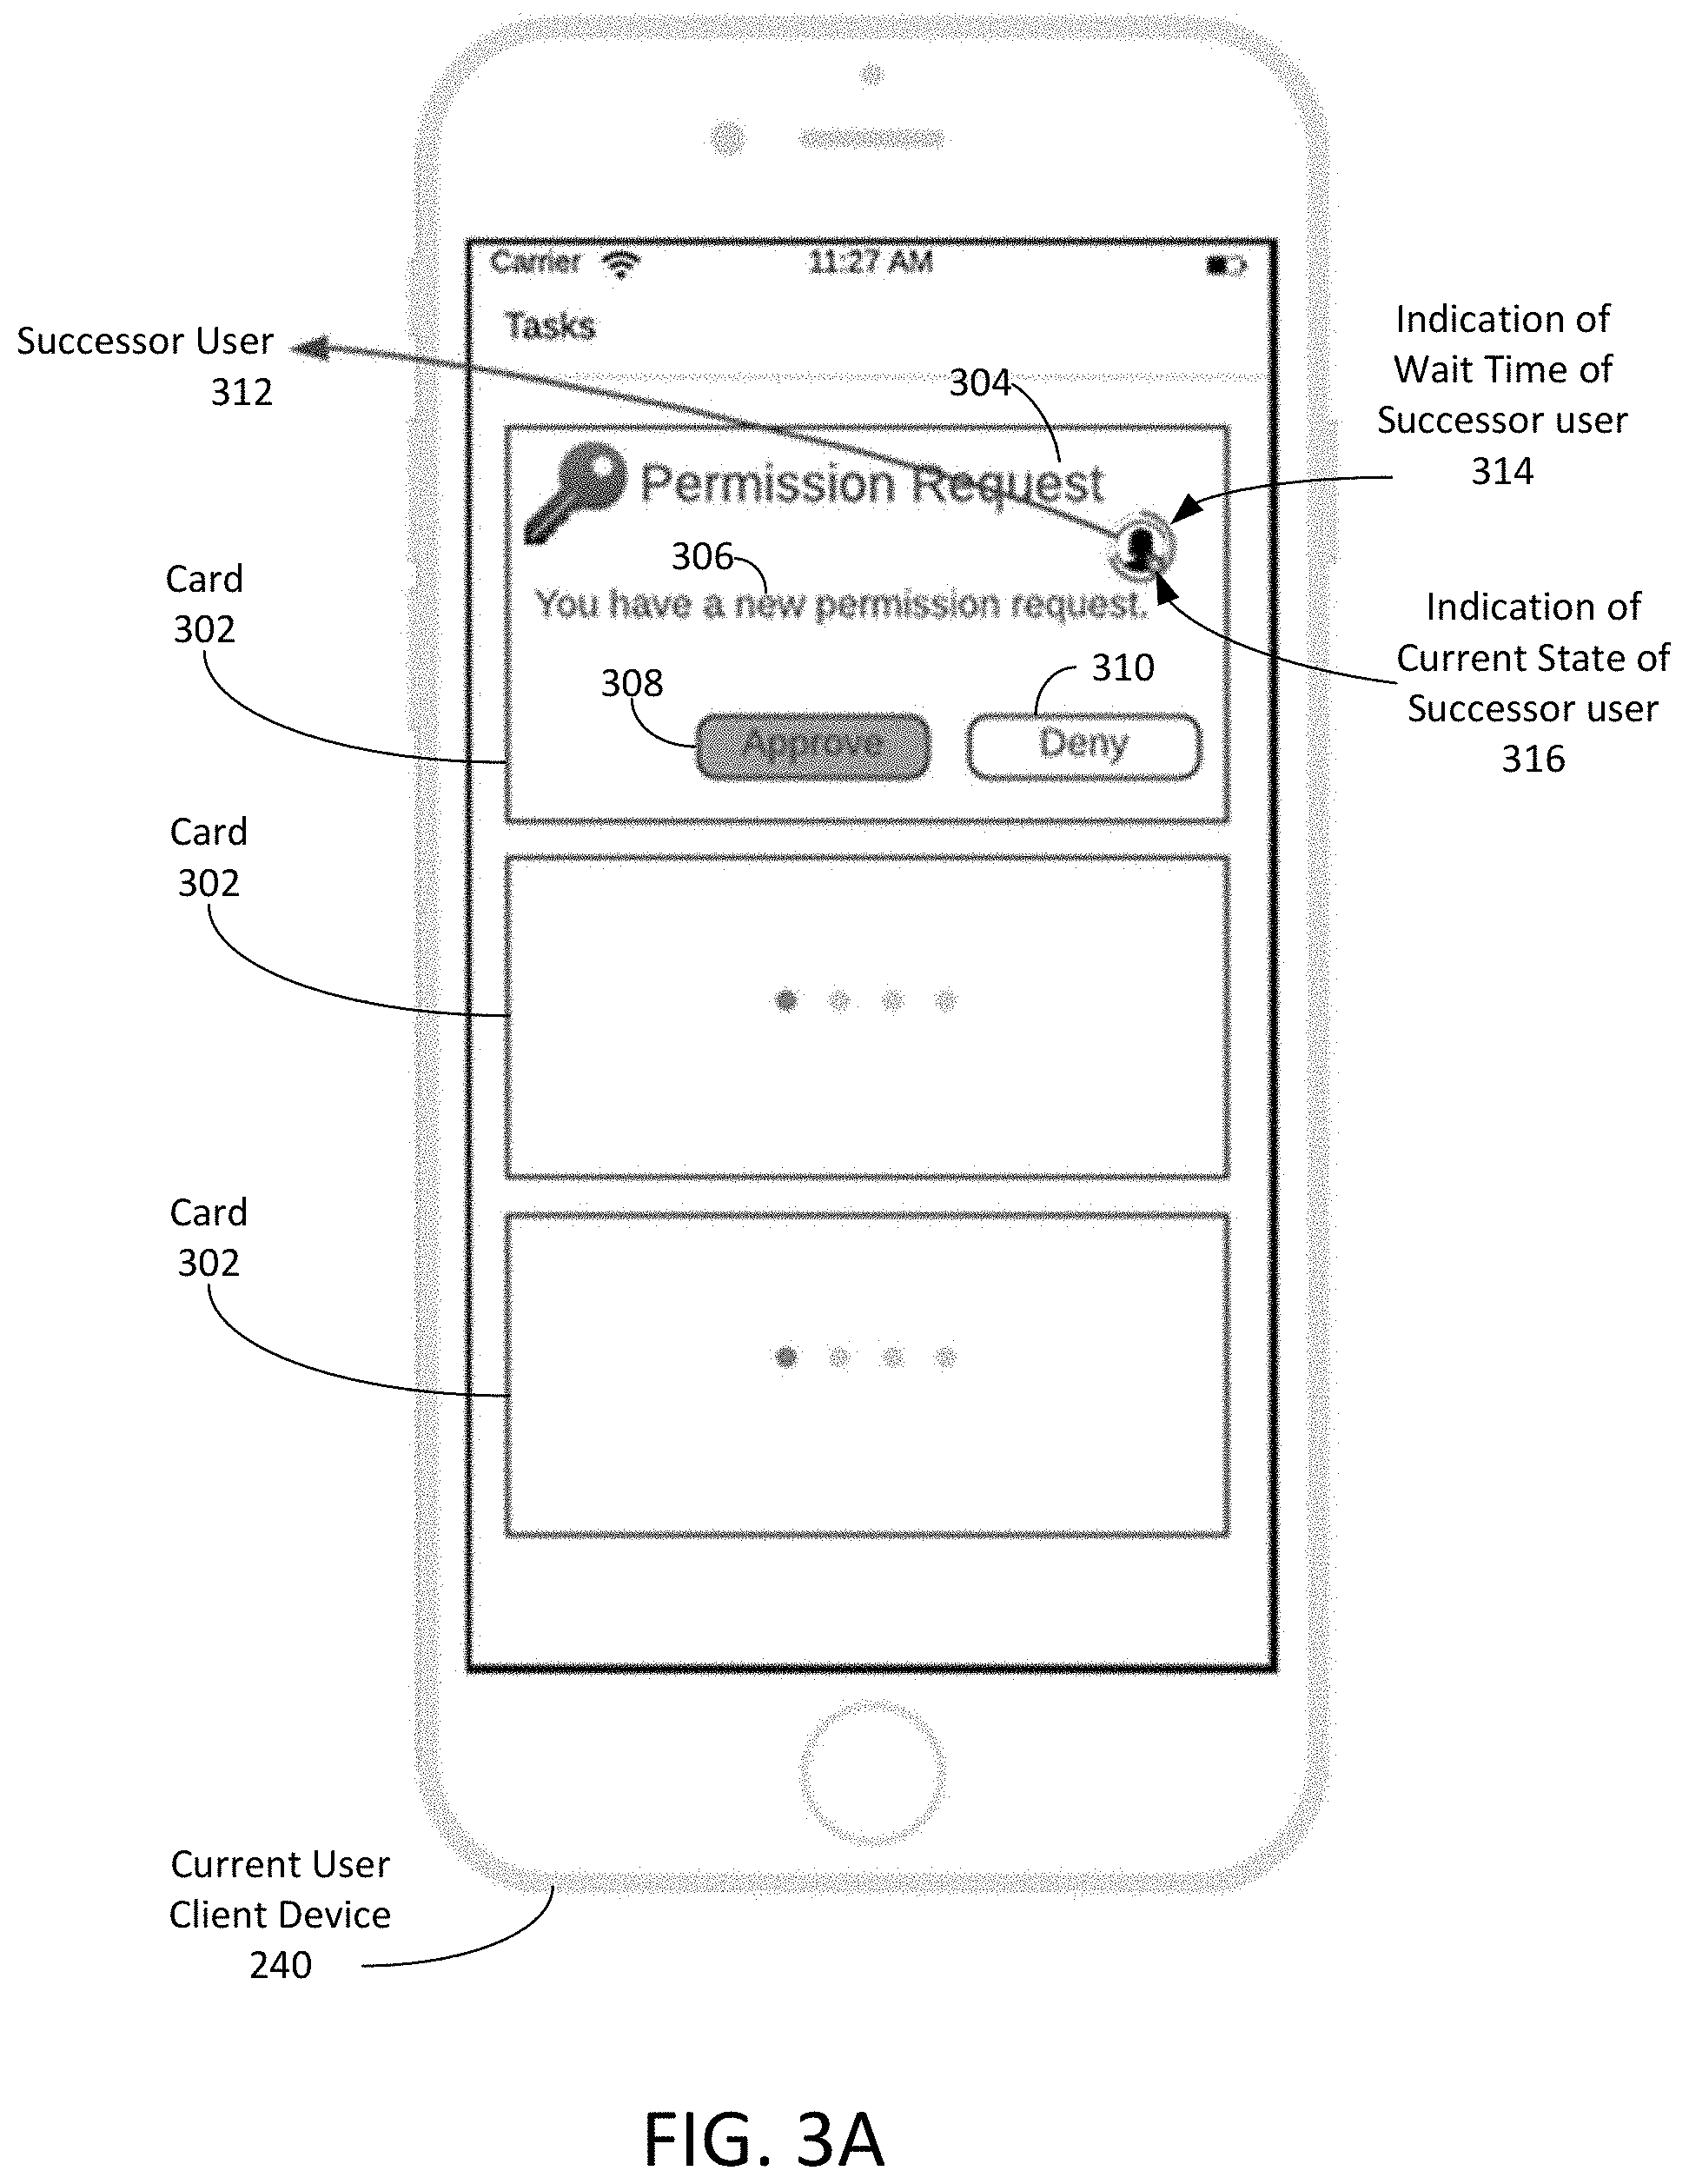 Carrier
11:27 AM
Tasks
Successor User
312
304
Indication of
Wait Time of
Successor user
314
Permission Request
306
You have a new permission request.
Card
302
Indication of
Current State of
Successor user
316
308
310
Approve
Deny
Card
302
Card
302
Current User
Client Device
240
FIG. 3A